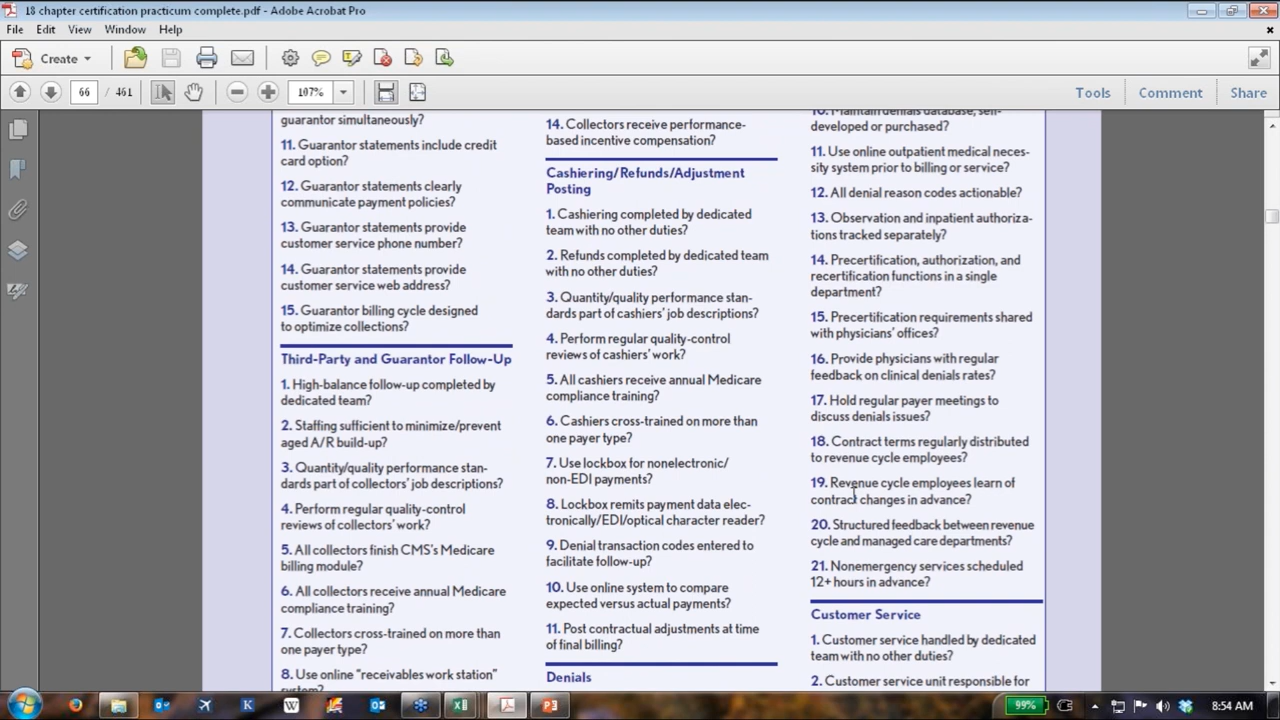 18 chapter certification practicum complete.pdf - Adobe Acrobat Pro
File Edit View Window Help
Create
66 / 461 107% Tools Comment Share
guarantor simultaneously?
11. Guarantor statements include credit
card option?
12. Guarantor statements clearly
communicate payment policies?
13. Guarantor statements provide
customer service phone number?
14. Guarantor statements provide
customer service web address?
15. Guarantor billing cycle designed
to optimize collections?
Third-Party and Guarantor Follow-Up
1. High-balance follow-up completed by
dedicated team?
2. Staffing sufficient to minimize/prevent
aged A/R build-up?
3. Quantity/quality performance stan-
dards part of collectors' job descriptions?
4. Perform regular quality-control
reviews of collectors' work?
5. All collectors finish CMS's Medicare
billing module?
6. All collectors receive annual Medicare
compliance training?
7. Collectors cross-trained on more than
one payer type?
8. Use online "receivables work station"
system?
14. Collectors receive performance-
based incentive compensation?
Cashiering/Refunds/Adjustment
Posting
1. Cashiering completed by dedicated
team with no other duties?
2. Refunds completed by dedicated team
with no other duties?
3. Quantity/quality performance stan-
dards part of cashiers' job descriptions?
4. Perform regular quality-control
reviews of cashiers' work?
5. All cashiers receive annual Medicare
compliance training?
6. Cashiers cross-trained on more than
one payer type?
7. Use lockbox for nonelectronic/
non-EDI payments?
8. Lockbox remits payment data elec-
tronically/EDI/optical character reader?
9. Denial transaction codes entered to
facilitate follow-up?
10. Use online system to compare
expected versus actual payments?
11. Post contractual adjustments at time
of final billing?
Denials
10. Maintain denials database, self-
developed or purchased?
11. Use online outpatient medical neces-
sity system prior to billing or service?
12. All denial reason codes actionable?
13. Observation and inpatient authoriza-
tions tracked separately?
14. Precertification, authorization, and
recertification functions in a single
department?
15. Precertification requirements shared
with physicians' offices?
16. Provide physicians with regular
feedback on clinical denials rates?
17. Hold regular payer meetings to
discuss denials issues?
18. Contract terms regularly distributed
to revenue cycle employees?
19. Revenue cycle employees learn of
contract changes in advance?
20. Structured feedback between revenue
cycle and managed care departments?
21. Nonemergency services scheduled
12+ hours in advance?
Customer Service
1. Customer service handled by dedicated
team with no other duties?
2. Customer service unit responsible for
99% 8:54 AM